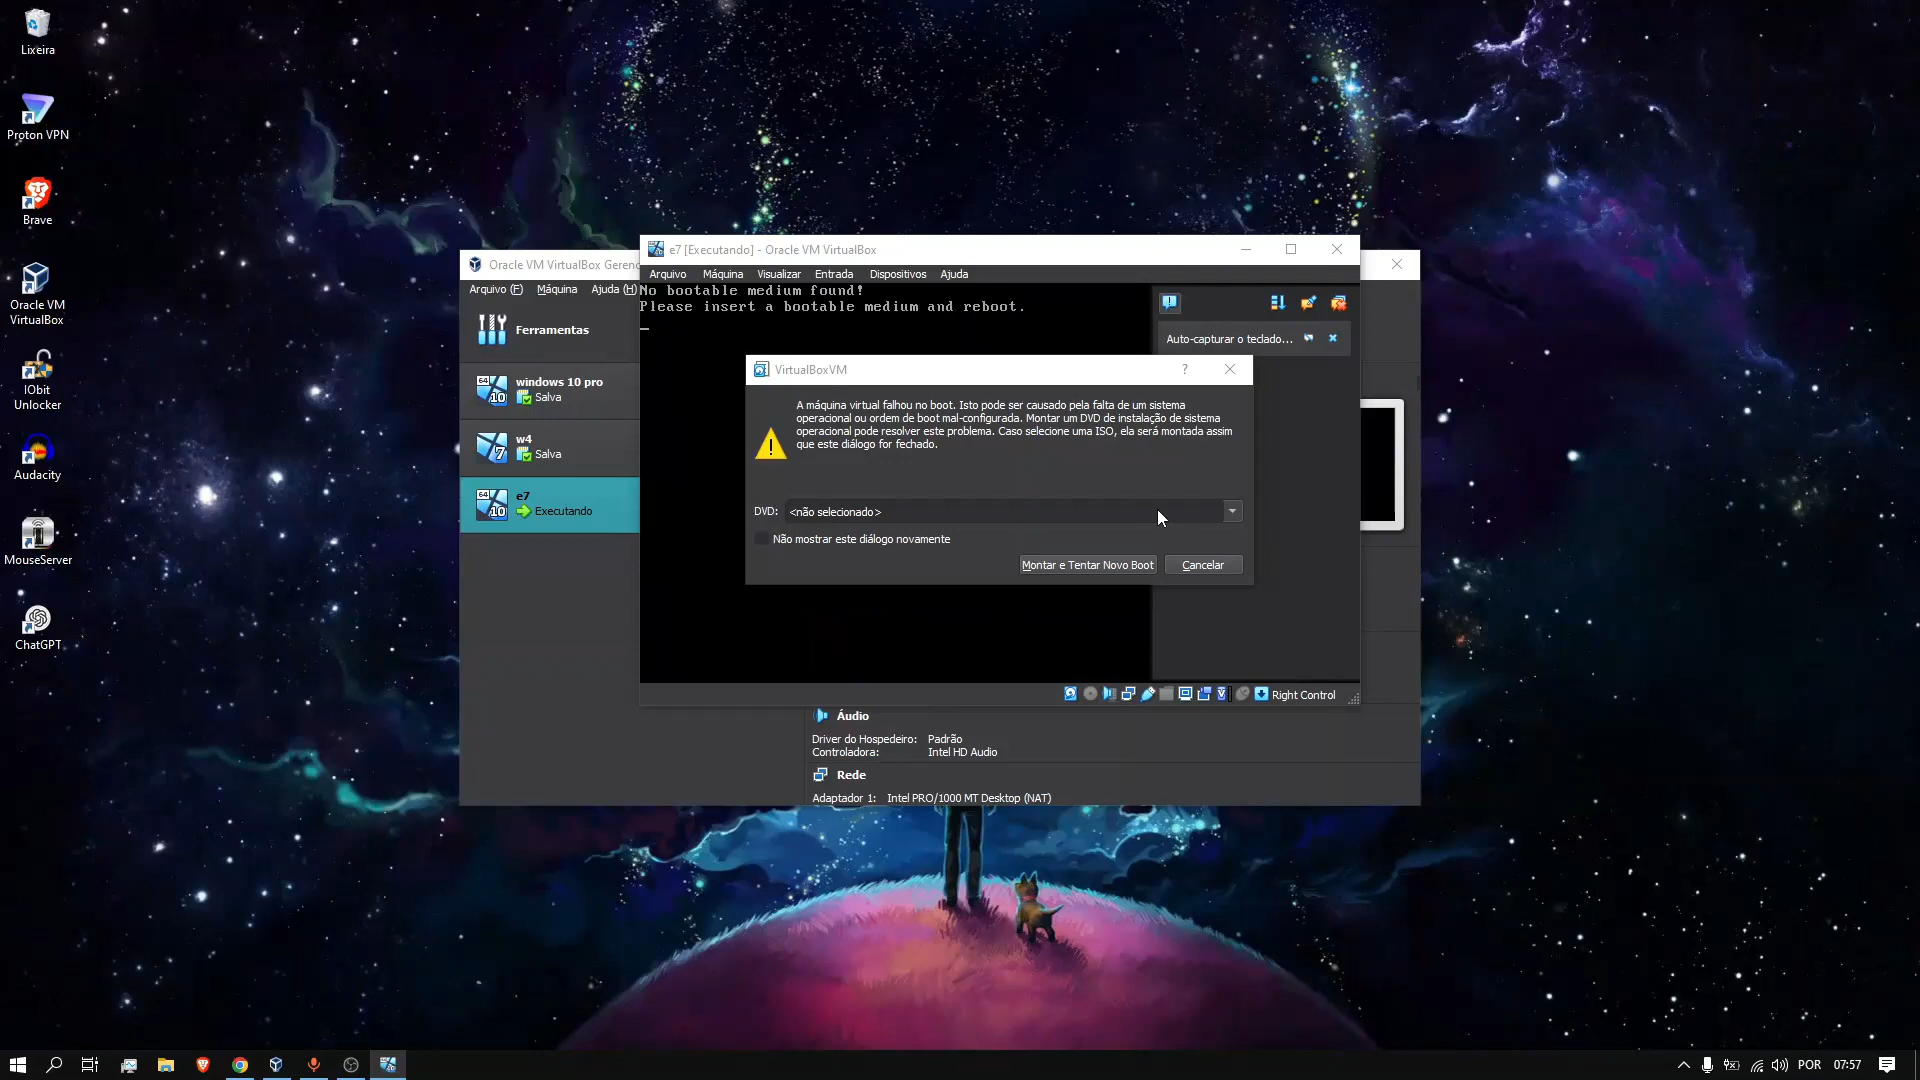 Lixeira
Proton VPN
Brave
Oracle VM
VirtualBox
IObit
Unlocker
Audacity
MouseServer
ChatGPT
Oracle VM VirtualBox Gerenc
Arquivo (F) Máquina Ajuda (H)
Ferramentas
64
10
windows 10 pro
Salva
7
w4
Salva
64
10
e7
Executando
e7 [Executando] - Oracle VM VirtualBox
Arquivo Máquina Visualizar Entrada Dispositivos Ajuda
No bootable medium found!
Please insert a bootable medium and reboot.
_
Auto-capturar o teclado...
VirtualBoxVM
?
A máquina virtual falhou no boot. Isto pode ser causado pela falta de um sistema
operacional ou ordem de boot mal-configurada. Montar um DVD de instalação de sistema
operacional pode resolver este problema. Caso selecione uma ISO, ela será montada assim
que este diálogo for fechado.
DVD: <não selecionado>
Não mostrar este diálogo novamente
Montar e Tentar Novo Boot Cancelar
Right Control
Áudio
Driver do Hospedeiro: Padrão
Controladora: Intel HD Audio
Rede
Adaptador 1: Intel PRO/1000 MT Desktop (NAT)
POR 07:57